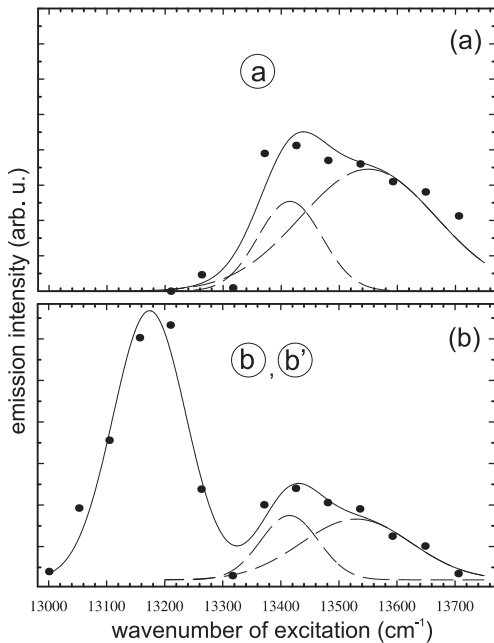 (a)
a
emission intensity (arb. u.)
(b)
b , b'
13000 13100 13200 13300 13400 13500 13600 13700
wavenumber of excitation (cm-1)